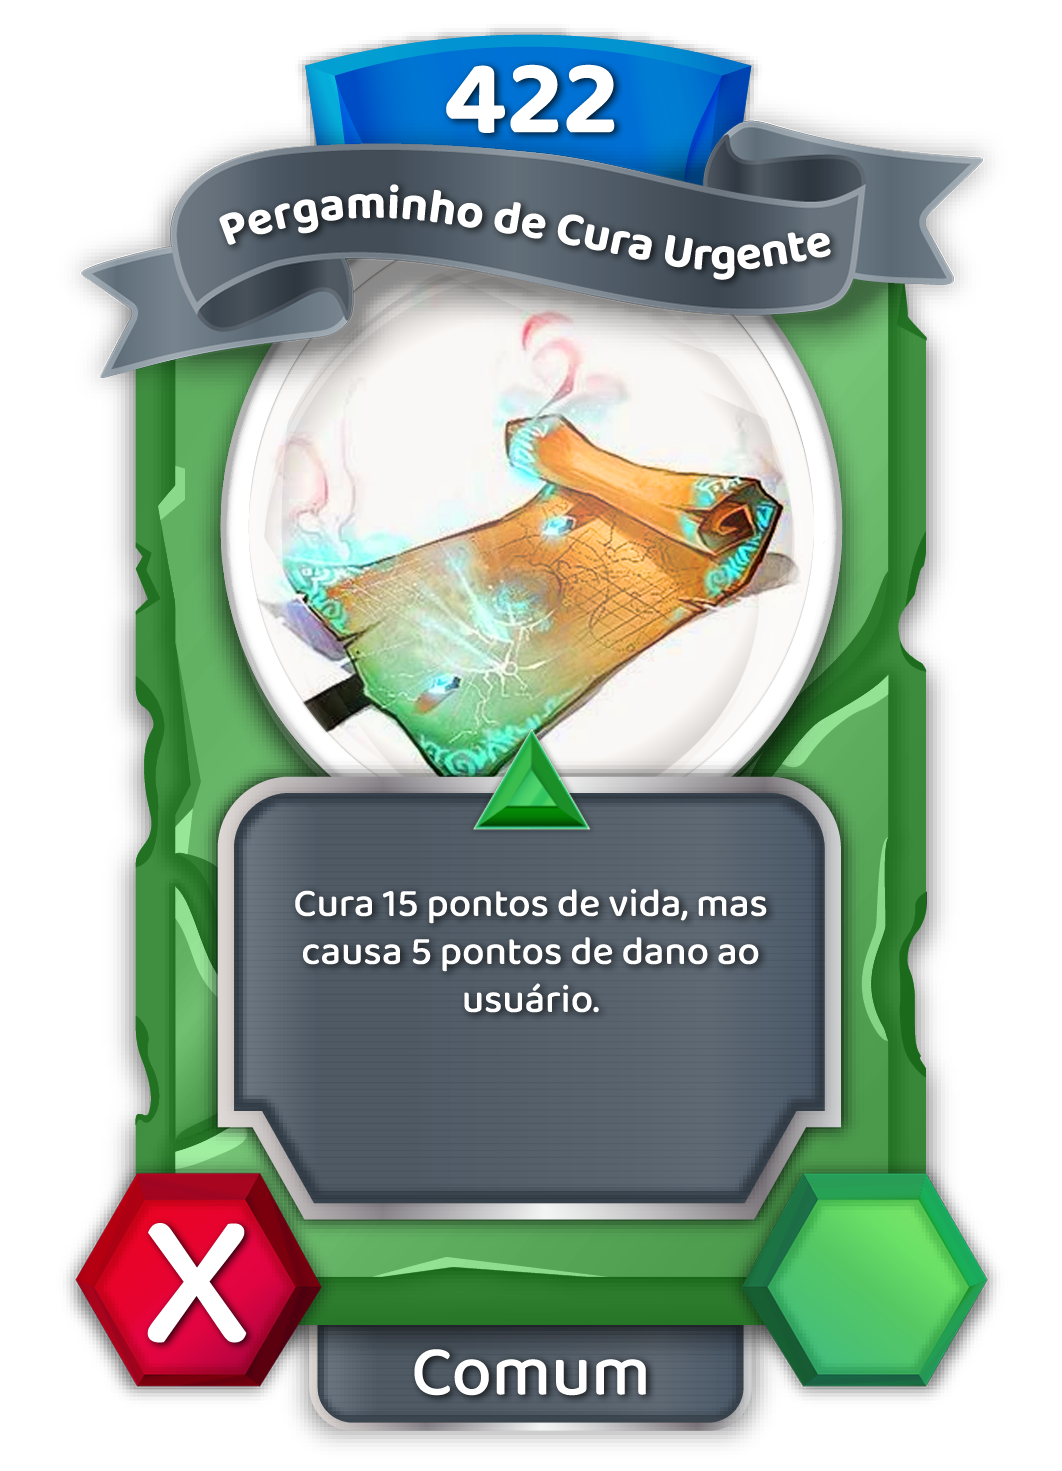 422
Pergaminho de Cura Urgente
Cura 15 pontos de vida, mas
causa 5 pontos de dano ao
usuário.
X
Comum